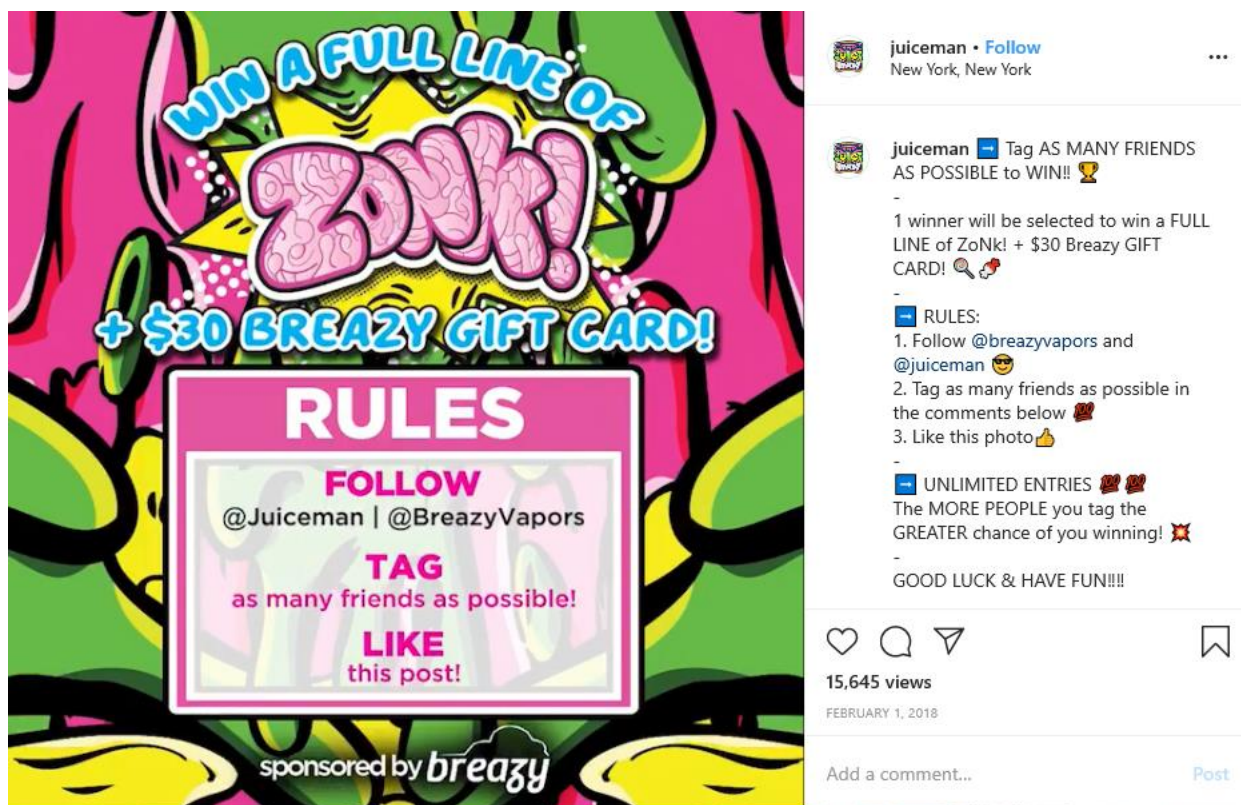 WIN A FULL LINE OF
ZoNk!
+ $30 BREAZY GIFT CARD!
RULES
FOLLOW
@Juiceman | @BreazyVapors
TAG
as many friends as possible!
LIKE
this post!
sponsored by breazy
juiceman • Follow
New York, New York
juiceman ➡️ Tag AS MANY FRIENDS
AS POSSIBLE to WIN!! 🏆
-
1 winner will be selected to win a FULL
LINE of ZoNk! + $30 Breazy GIFT
CARD! 🔍 🍖
-
➡️ RULES:
1. Follow @breazyvapors and
@juiceman 😎
2. Tag as many friends as possible in
the comments below 💯
3. Like this photo👍
-
➡️ UNLIMITED ENTRIES 💯 💯
The MORE PEOPLE you tag the
GREATER chance of you winning! 💥
-
GOOD LUCK & HAVE FUN!!!!
15,645 views
FEBRUARY 1, 2018
Add a comment...
Post